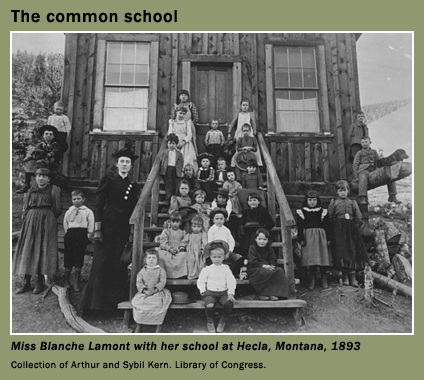 The common school
Miss Blanche Lamont with her school at Hecla, Montana, 1893
Collection of Arthur and Sybil Kern. Library of Congress.